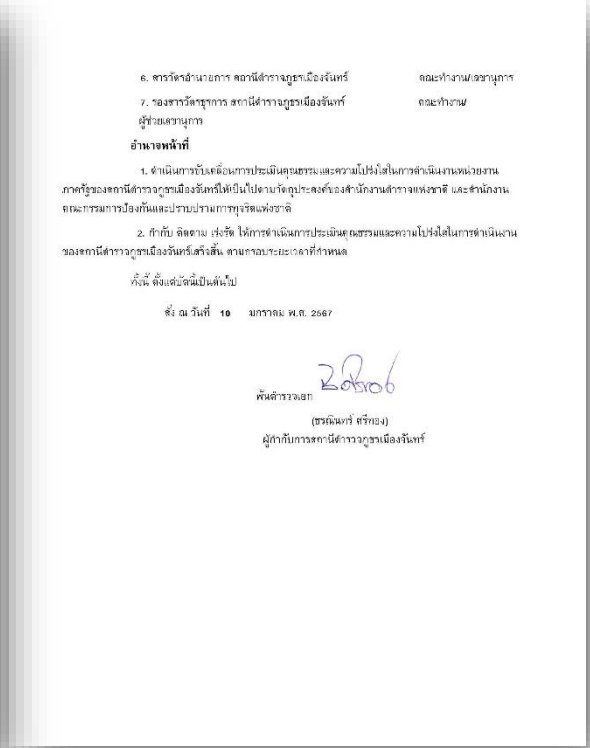 6. สารวัตรอำนวยการ สถานีตำรวจภูธรเมืองจันทร์ คณะทำงาน/เลขานุการ
7. รองสารวัตรธุรการ สถานีตำรวจภูธรเมืองจันทร์ คณะทำงาน/
ผู้ช่วยเลขานุการ
อำนาจหน้าที่
1. ดำเนินการขับเคลื่อนการประเมินคุณธรรมและความโปร่งใสในการดำเนินงานหน่วยงาน
ภาครัฐของสถานีตำรวจภูธรเมืองจันทร์ให้เป็นไปตามวัตถุประสงค์ของสำนักงานตำรวจแห่งชาติ และสำนักงาน
คณะกรรมการป้องกันและปราบปรามการทุจริตแห่งชาติ
2. กำกับ ติดตาม เร่งรัด ให้การดำเนินการประเมินคุณธรรมและความโปร่งใสในการดำเนินงาน
ของสถานีตำรวจภูธรเมืองจันทร์เสร็จสิ้น ตามกรอบระยะเวลาที่กำหนด
ทั้งนี้ ตั้งแต่บัดนี้เป็นต้นไป
สั่ง ณ วันที่ 10 มกราคม พ.ศ. 2567
พันตำรวจเอก
(ชรณินทร์ ศรีทอง)
ผู้กำกับการสถานีตำรวจภูธรเมืองจันทร์